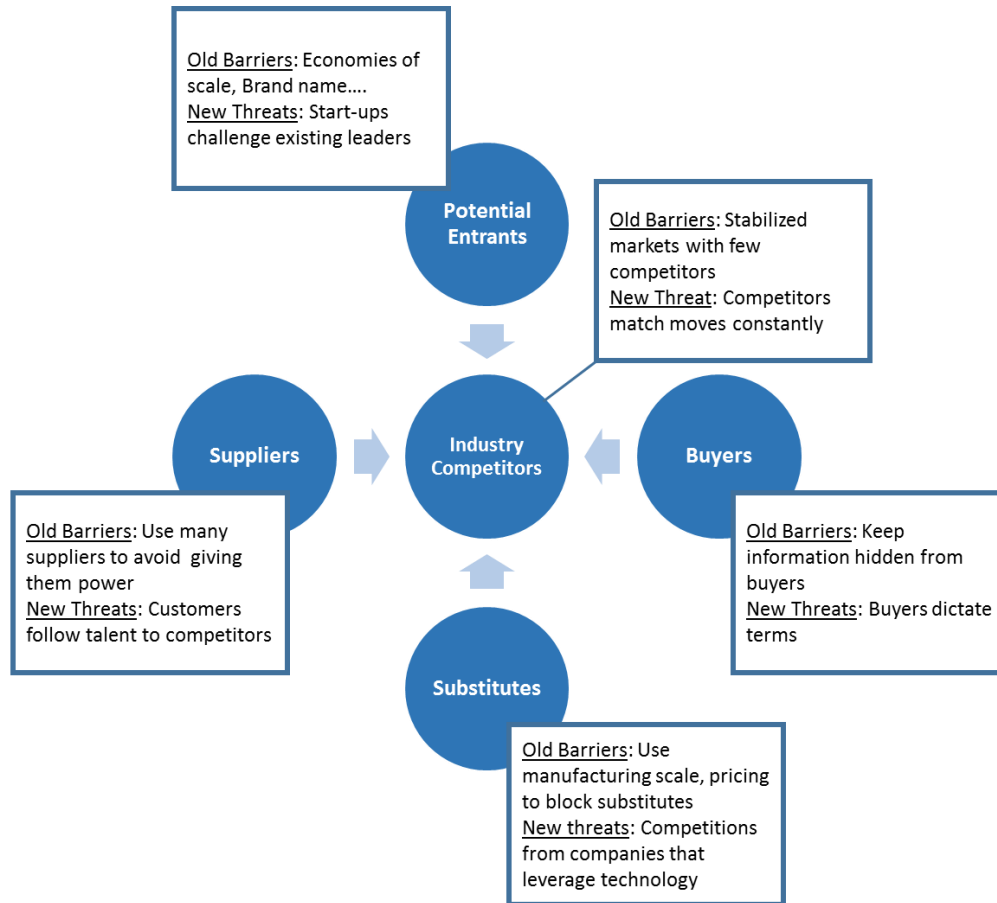 Old Barriers: Economies of
scale, Brand name....
New Threats: Start-ups
challenge existing leaders
Potential
Entrants
Old Barriers: Stabilized
markets with few
competitors
New Threat: Competitors
match moves constantly
Suppliers
Industry
Competitors
Buyers
Old Barriers: Use many
suppliers to avoid  giving
them power
New Threats: Customers
follow talent to competitors
Old Barriers: Keep
information hidden from
buyers
New Threats: Buyers dictate
terms
Substitutes
Old Barriers: Use
manufacturing scale, pricing
to block substitutes
New threats: Competitions
from companies that
leverage technology